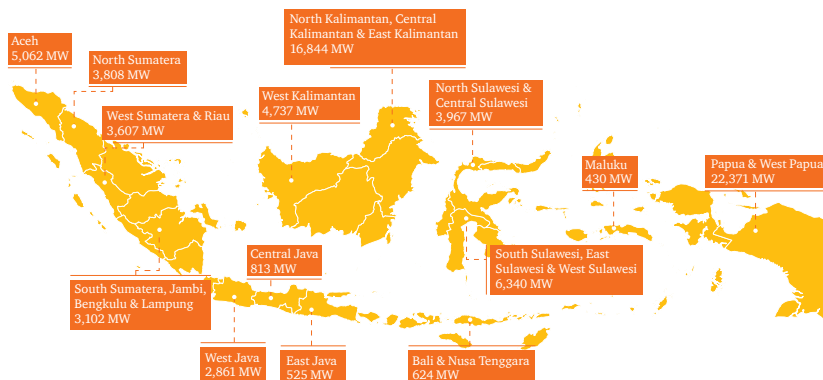 North Kalimantan, Central
Kalimantan & East Kalimantan
16,844 MW
Aceh
5,062 MW
North Sumatera
3,808 MW
West Sumatera & Riau
3,607 MW
West Kalimantan
4,737 MW
North Sulawesi &
Central Sulawesi
3,967 MW
Maluku
430 MW
Papua & West Papua
22,371 MW
Central Java
813 MW
South Sulawesi, East
Sulawesi & West Sulawesi
6,340 MW
South Sumatera, Jambi,
Bengkulu & Lampung
3,102 MW
West Java
2,861 MW
East Java
525 MW
Bali & Nusa Tenggara
624 MW